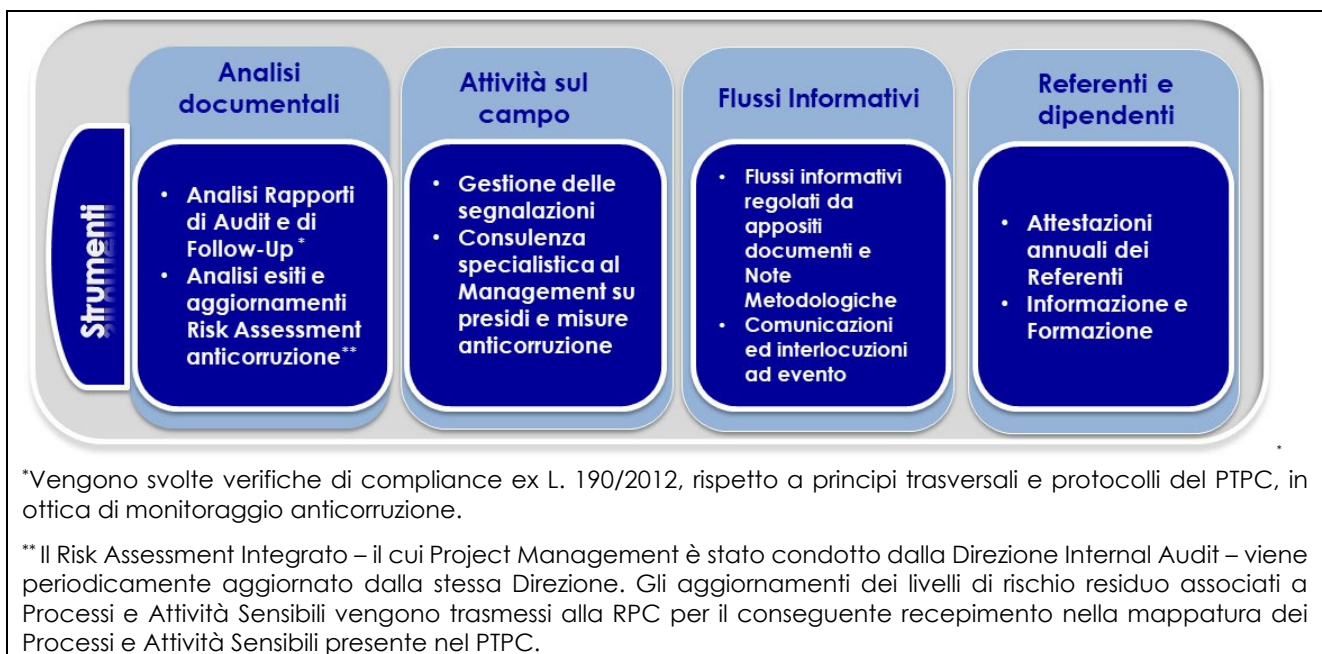 Strumenti
Analisi
documentali
• Analisi Rapporti
di Audit e di
Follow-Up *
• Analisi esiti e
aggiornamenti
Risk Assessment
anticorruzione**
Attività sul
campo
• Gestione delle
segnalazioni
• Consulenza
specialistica al
Management su
presidi e misure
anticorruzione
Flussi Informativi
• Flussi informativi
regolati da
appositi
documenti e
Note
Metodologiche
• Comunicazioni
ed interlocuzioni
ad evento
Referenti e
dipendenti
• Attestazioni
annuali dei
Referenti
• Informazione e
Formazione
*
*Vengono svolte verifiche di compliance ex L. 190/2012, rispetto a principi trasversali e protocolli del PTPC, in
ottica di monitoraggio anticorruzione.
** Il Risk Assessment Integrato – il cui Project Management è stato condotto dalla Direzione Internal Audit – viene
periodicamente aggiornato dalla stessa Direzione. Gli aggiornamenti dei livelli di rischio residuo associati a
Processi e Attività Sensibili vengono trasmessi alla RPC per il conseguente recepimento nella mappatura dei
Processi e Attività Sensibili presente nel PTPC.